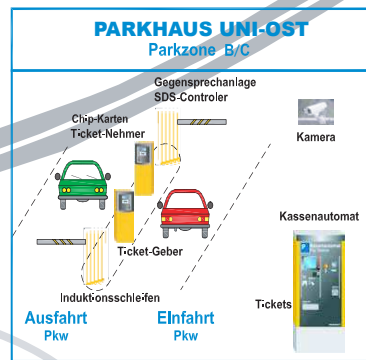 PARKHAUS UNI-OST
Parkzone B/C
Gegensprechanlage
SDS-Controler
Chip-Karten
Ticket-Nehmer
Kamera
Kassenautomat
Ticket-Geber
Induktionsschleifen
Tickets
Ausfahrt
Pkw
EInfahrt
Pkw